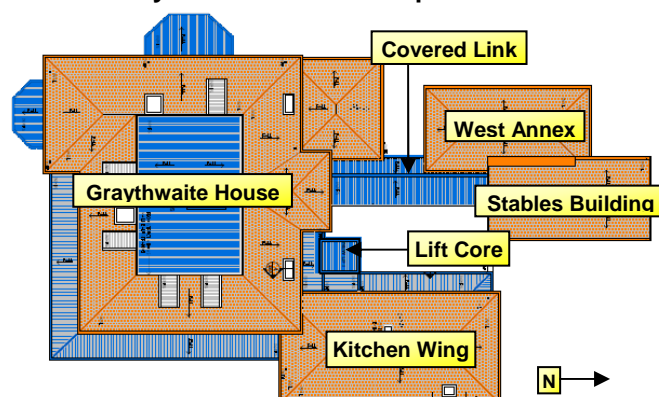 Covered Link
West Annex
Graythwaite House
Stables Building
Lift Core
Kitchen Wing
N